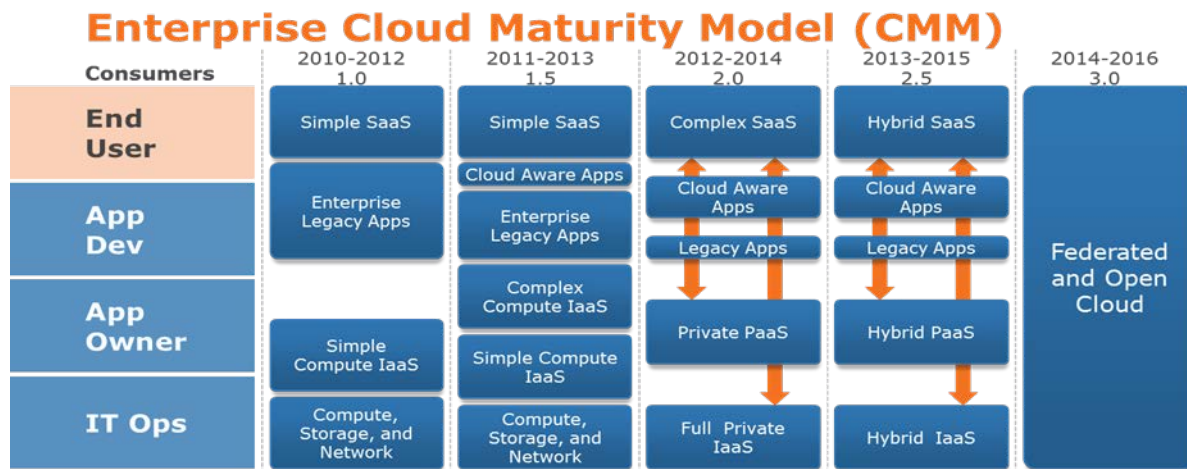 Enterprise Cloud Maturity Model (CMM)
Consumers
2010-2012
1.0
2011-2013
1.5
2012-2014
2.0
2013-2015
2.5
2014-2016
3.0
End
User
Simple SaaS
Simple SaaS
Complex SaaS
Hybrid SaaS
App
Dev
Enterprise
Legacy Apps
Cloud Aware Apps
Enterprise
Legacy Apps
Cloud Aware
Apps
Legacy Apps
Cloud Aware
Apps
Legacy Apps
App
Owner
Simple
Compute IaaS
Complex
Compute IaaS
Simple Compute
IaaS
Private PaaS
Hybrid PaaS
IT Ops
Compute,
Storage, and
Network
Compute,
Storage, and
Network
Full Private
IaaS
Hybrid IaaS
Federated
and Open
Cloud